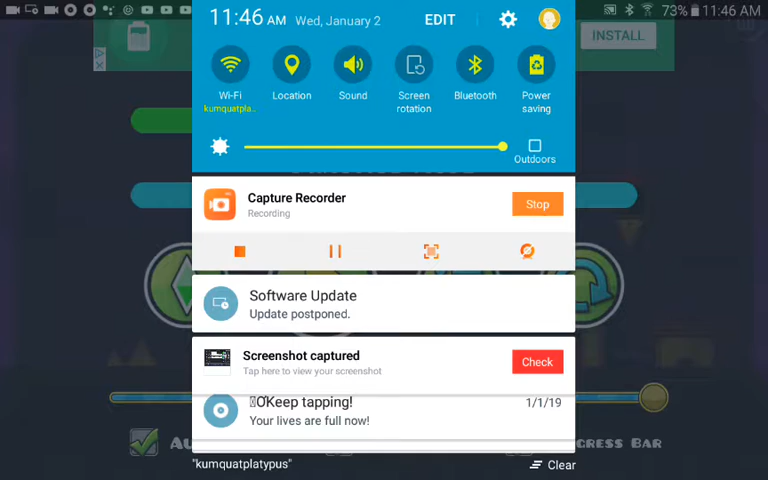 73% 11:46 AM
11:46 AM Wed, January 2 EDIT
INSTALL
Wi-Fi Location Sound Screen rotation Bluetooth Power saving
kumquatpla..
Outdoors
Capture Recorder
Recording
Stop
Software Update
Update postponed.
Screenshot captured
Tap here to view your screenshot
Check
Keep tapping! 1/1/19
Your lives are full now!
"kumquatplatypus" Clear